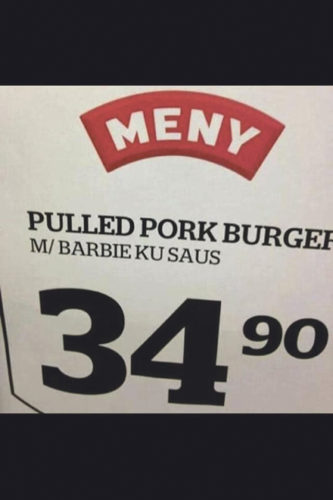 MENY
PULLED PORK BURGER
M/ BARBIE KU SAUS
34 90